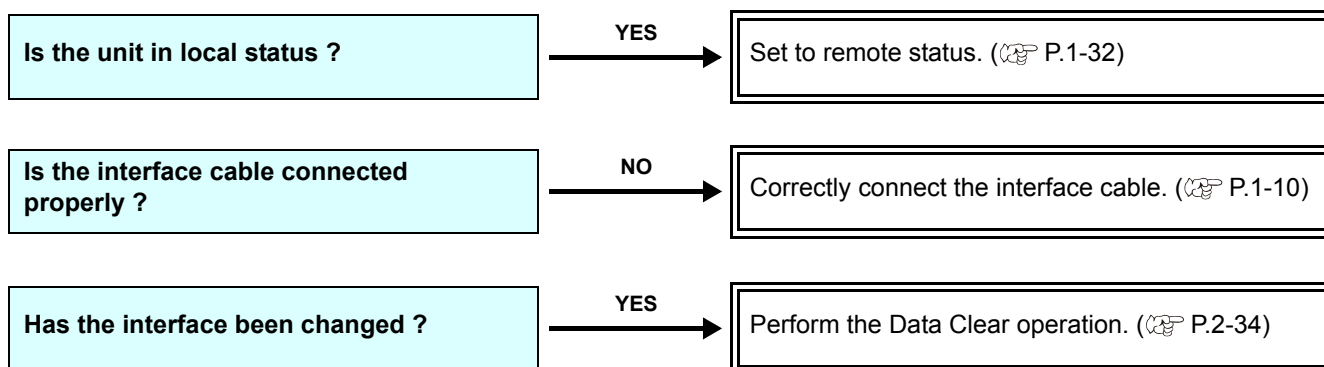 Is the unit in local status ?
YES
Set to remote status. ( P.1-32)
Is the interface cable connected
properly ?
NO
Correctly connect the interface cable. ( P.1-10)
Has the interface been changed ?
YES
Perform the Data Clear operation. ( P.2-34)